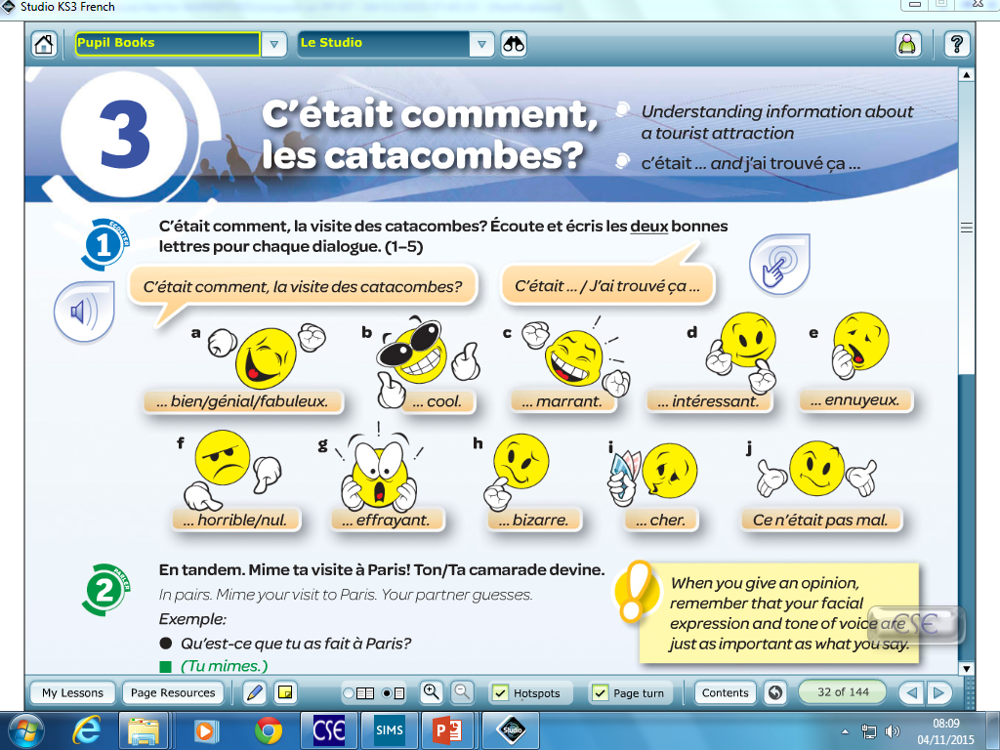 Studio KS3 French
Pupil Books
Le Studio
?
3
C'était comment,
les catacombes?
Understanding information about
a tourist attraction
c'était ... and j'ai trouvé ça ...
ÉCOUTER
1
C'était comment, la visite des catacombes? Écoute et écris les deux bonnes
lettres pour chaque dialogue. (1–5)
C'était comment, la visite des catacombes?
C'était ... / J'ai trouvé ça ...
a
b
c
d
e
... bien/génial/fabuleux.
... cool.
... marrant.
... intéressant.
... ennuyeux.
f
g
h
i
j
... horrible/nul.
... effrayant.
... bizarre.
... cher.
Ce n'était pas mal.
PARLER
2
En tandem. Mime ta visite à Paris! Ton/Ta camarade devine.
In pairs. Mime your visit to Paris. Your partner guesses.
Exemple:
Qu'est-ce que tu as fait à Paris?
(Tu mimes.)
When you give an opinion,
remember that your facial
expression and tone of voice are
just as important as what you say.
CSE
My Lessons
Page Resources
Hotspots
Page turn
Contents
32 of 144
CSE
SIMS
Studio
08:09
04/11/2015